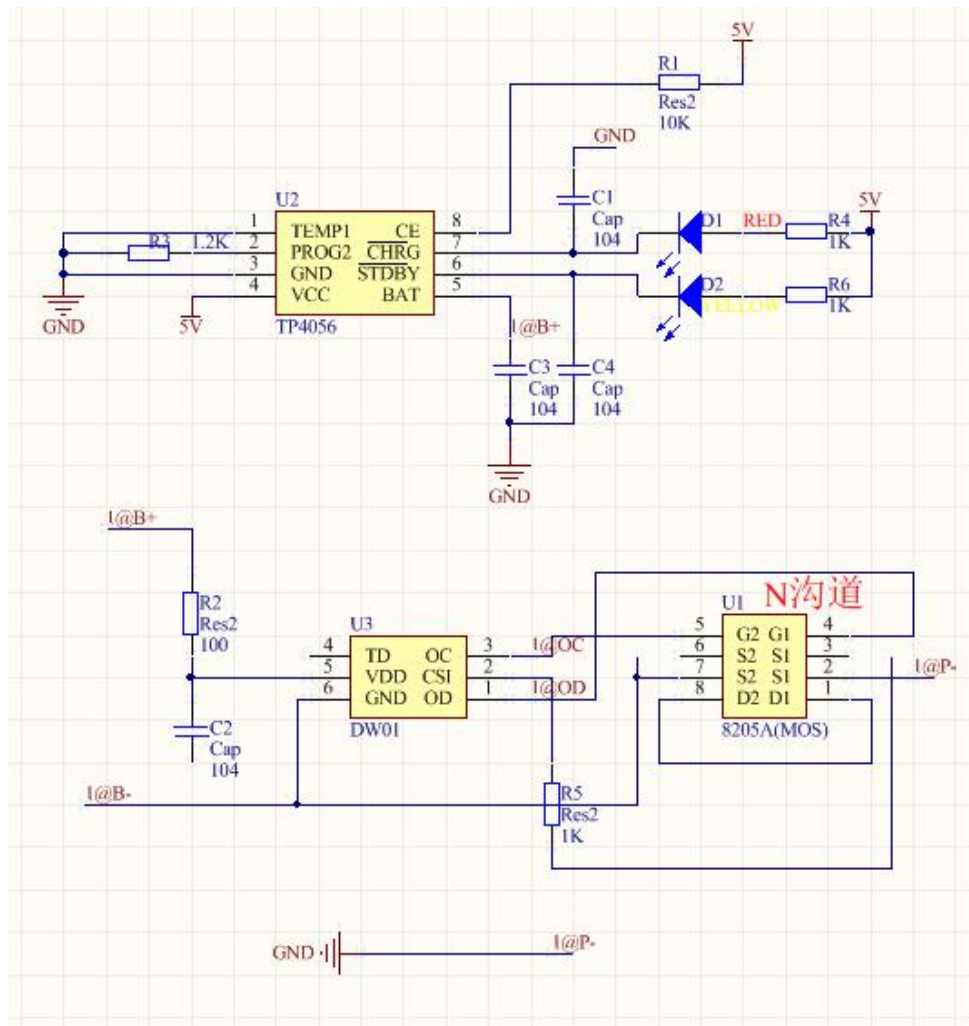 5V
R1
Res2
10K
GND
C1
Cap
104
U2
1 TEMP1 CE 8
2 PROG2 CHRG 7
3 GND STDBY 6
4 VCC BAT 5
TP4056
R3 1.2K
GND
5V
D1 RED R4
1K
5V
D2 YELLOW R6
1K
1@B+
C3
Cap
104
C4
Cap
104
GND
1@B+
R2
Res2
100
C2
Cap
104
U3
4 TD OC 3
5 VDD CSI 2
6 GND OD 1
DW01
1@OC
1@OD
U1 N沟道
5 G2 G1 4
6 S2 S1 3
7 S2 S1 2
8 D2 D1 1
8205A(MOS)
1@P-
1@B-
R5
Res2
1K
GND
1@P-